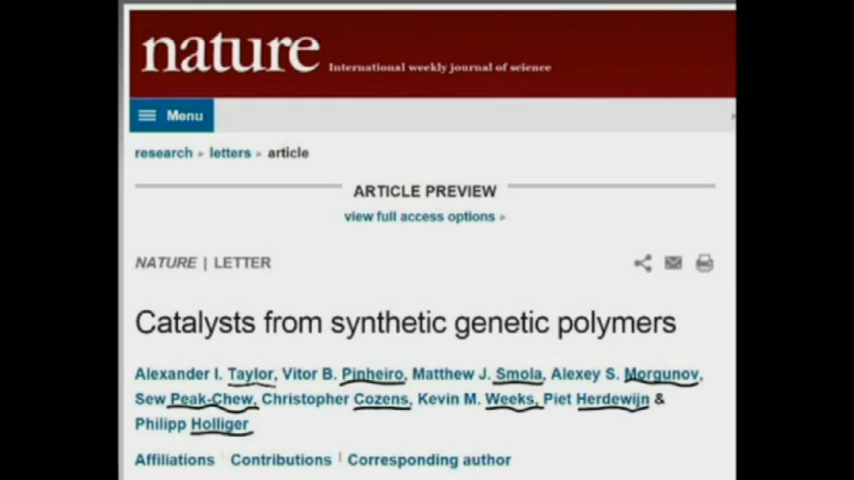 nature International weekly journal of science
Menu
research ▸ letters ▸ article
ARTICLE PREVIEW
view full access options ▸
NATURE | LETTER
Catalysts from synthetic genetic polymers
Alexander I. Taylor, Vitor B. Pinheiro, Matthew J. Smola, Alexey S. Morgunov,
Sew Peak-Chew, Christopher Cozens, Kevin M. Weeks, Piet Herdewijn &
Philipp Holliger
Affiliations | Contributions | Corresponding author